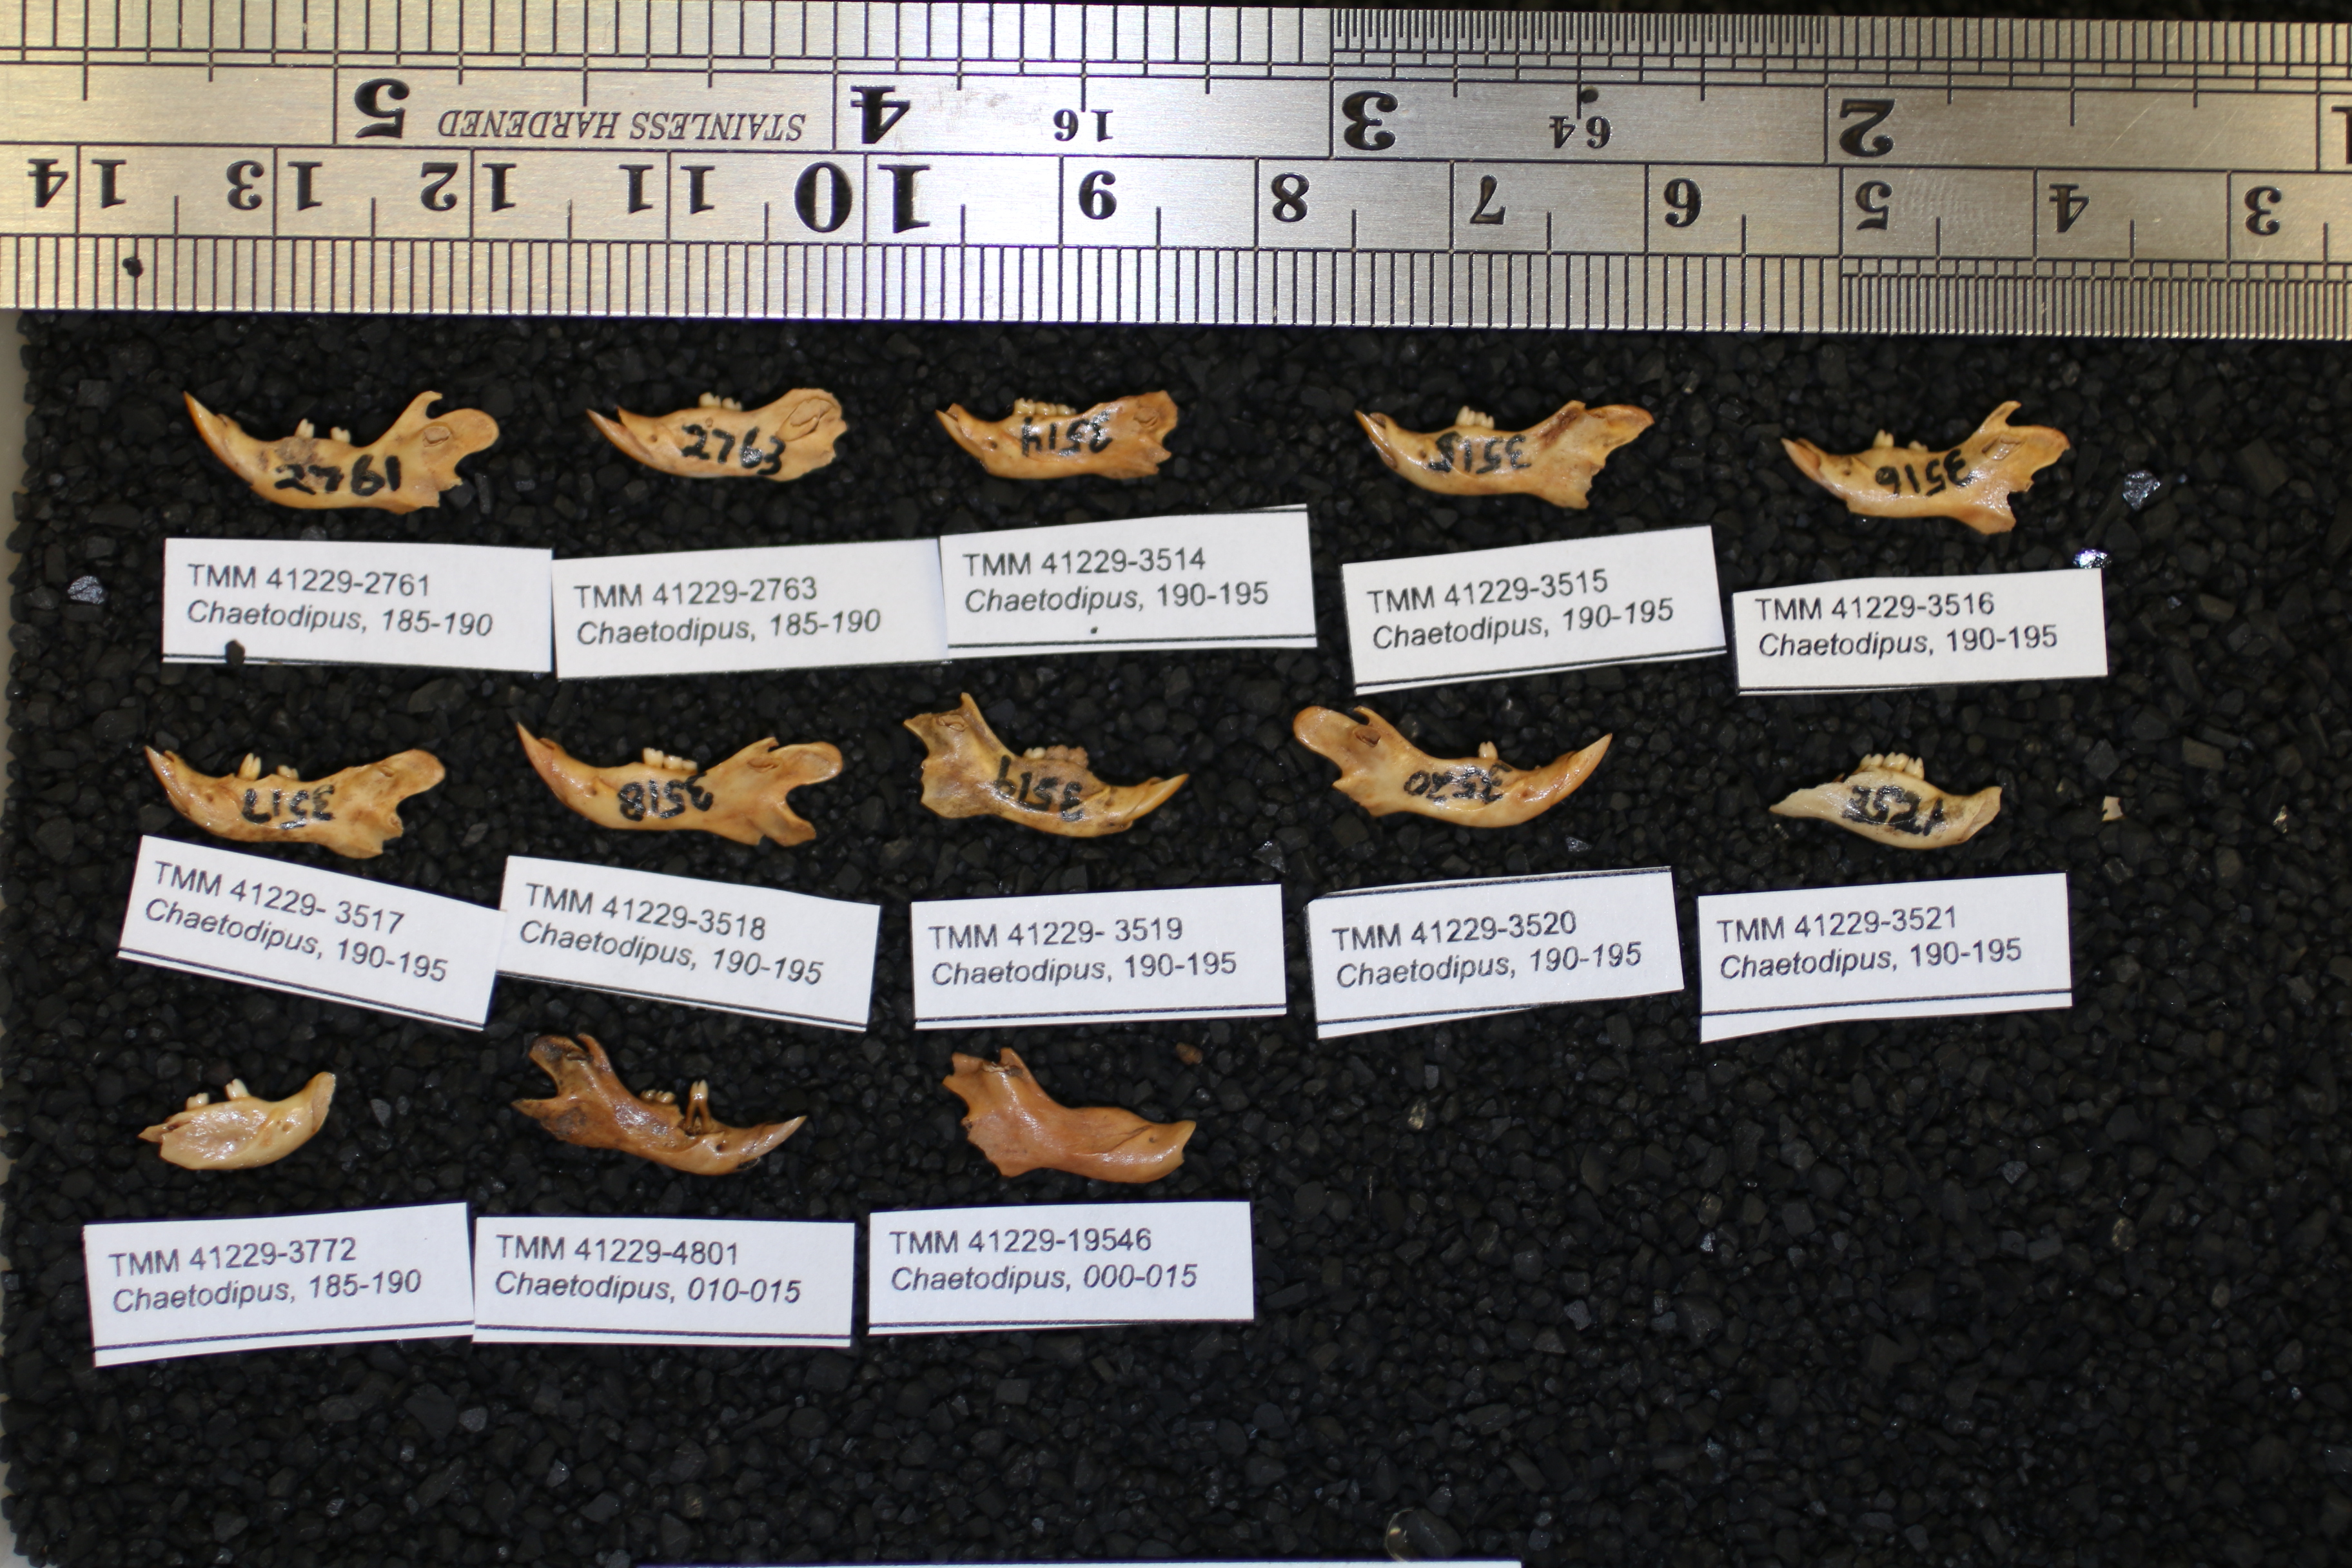 5 STAINLESS HARDENED 4 16 3 64 2 1
14 13 12 11 10 9 8 7 6 5 4 3
2761 2763 3514 3515 3516
TMM 41229-2761
Chaetodipus, 185-190
TMM 41229-2763
Chaetodipus, 185-190
TMM 41229-3514
Chaetodipus, 190-195
TMM 41229-3515
Chaetodipus, 190-195
TMM 41229-3516
Chaetodipus, 190-195
3517 3518 3519 3520 3521
TMM 41229- 3517
Chaetodipus, 190-195
TMM 41229-3518
Chaetodipus, 190-195
TMM 41229- 3519
Chaetodipus, 190-195
TMM 41229-3520
Chaetodipus, 190-195
TMM 41229-3521
Chaetodipus, 190-195
TMM 41229-3772
Chaetodipus, 185-190
TMM 41229-4801
Chaetodipus, 010-015
TMM 41229-19546
Chaetodipus, 000-015